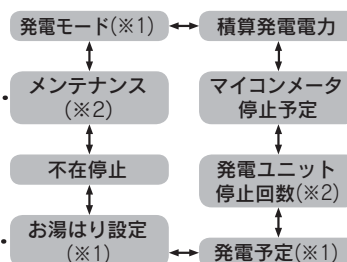 発電モード(※1)
積算発電電力
メンテナンス
(※2)
マイコンメータ
停止予定
不在停止
発電ユニット
停止回数(※2)
お湯はり設定
(※1)
発電予定(※1)